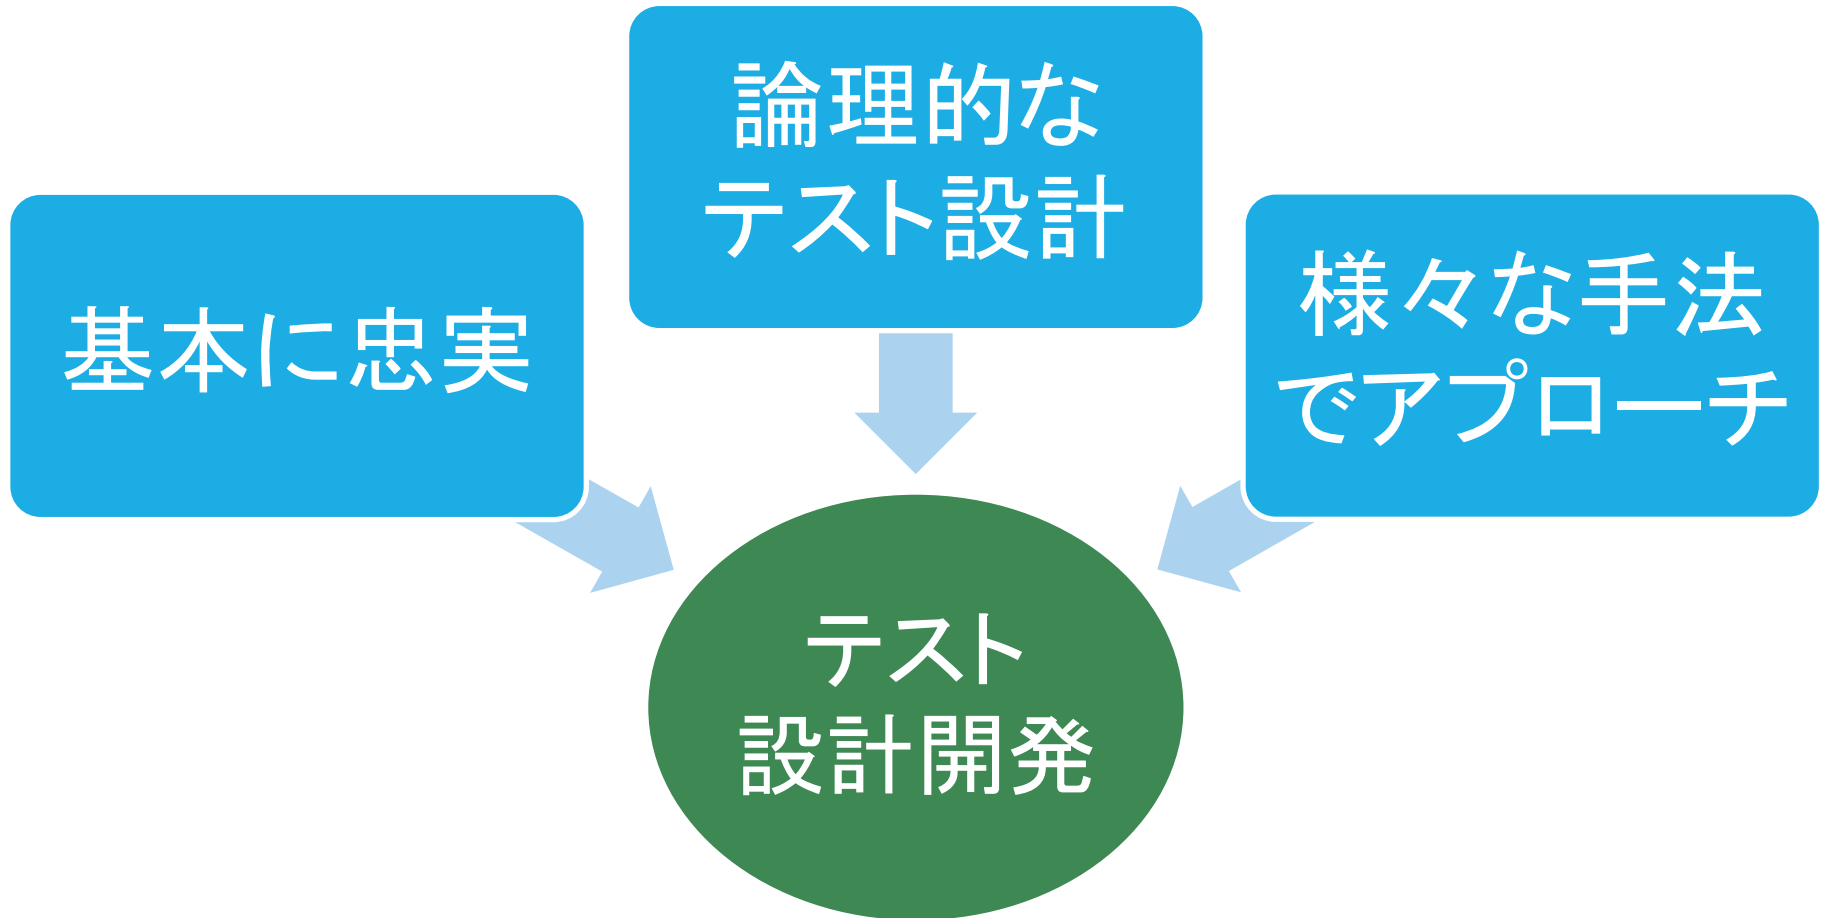 論理的な
テスト設計
基本に忠実
様々な手法
でアプローチ
テスト
設計開発